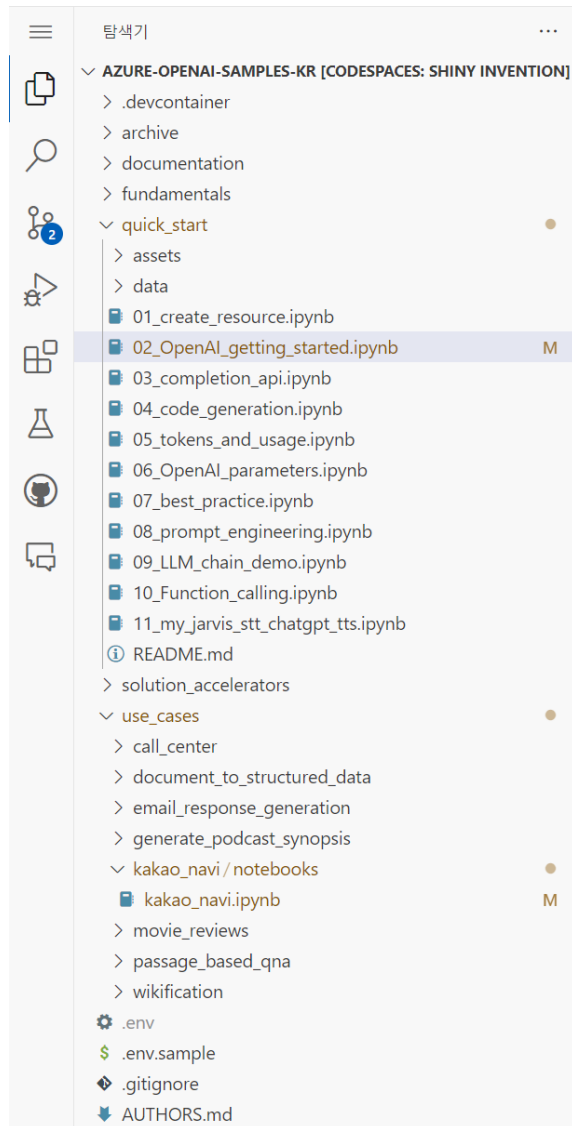 탐색기
AZURE-OPENAI-SAMPLES-KR [CODESPACES: SHINY INVENTION]
.devcontainer
archive
documentation
fundamentals
quick_start
assets
data
01_create_resource.ipynb
02_OpenAI_getting_started.ipynb M
03_completion_api.ipynb
2
04_code_generation.ipynb
05_tokens_and_usage.ipynb
06_OpenAI_parameters.ipynb
07_best_practice.ipynb
08_prompt_engineering.ipynb
09_LLM_chain_demo.ipynb
10_Function_calling.ipynb
11_my_jarvis_stt_chatgpt_tts.ipynb
README.md
solution_accelerators
use_cases
call_center
document_to_structured_data
email_response_generation
generate_podcast_synopsis
kakao_navi / notebooks
kakao_navi.ipynb M
movie_reviews
passage_based_qna
wikification
.env
$ .env.sample
.gitignore
AUTHORS.md